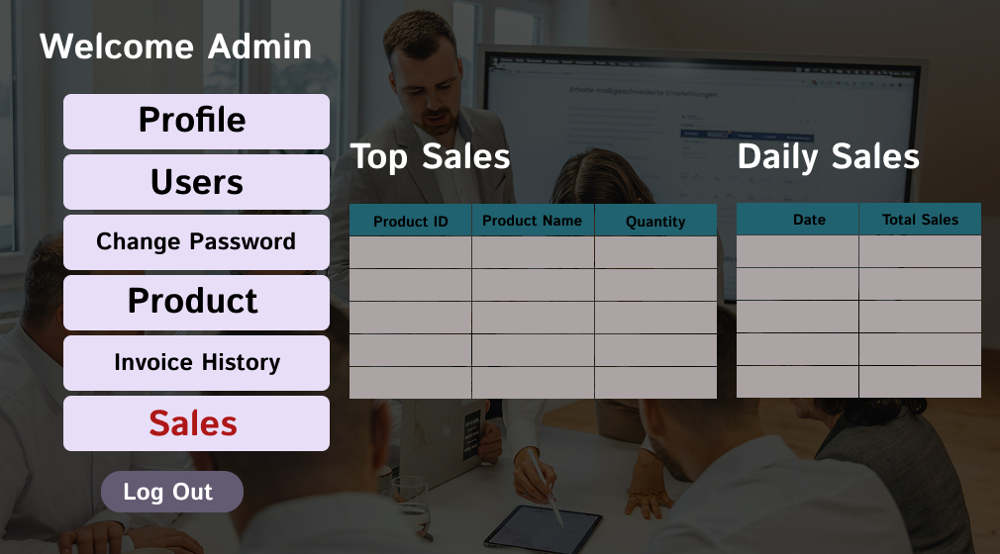 Welcome Admin
Profile
Users
Change Password
Product
Invoice History
Sales
Log Out
Top Sales
Product ID Product Name Quantity
Daily Sales
Date Total Sales